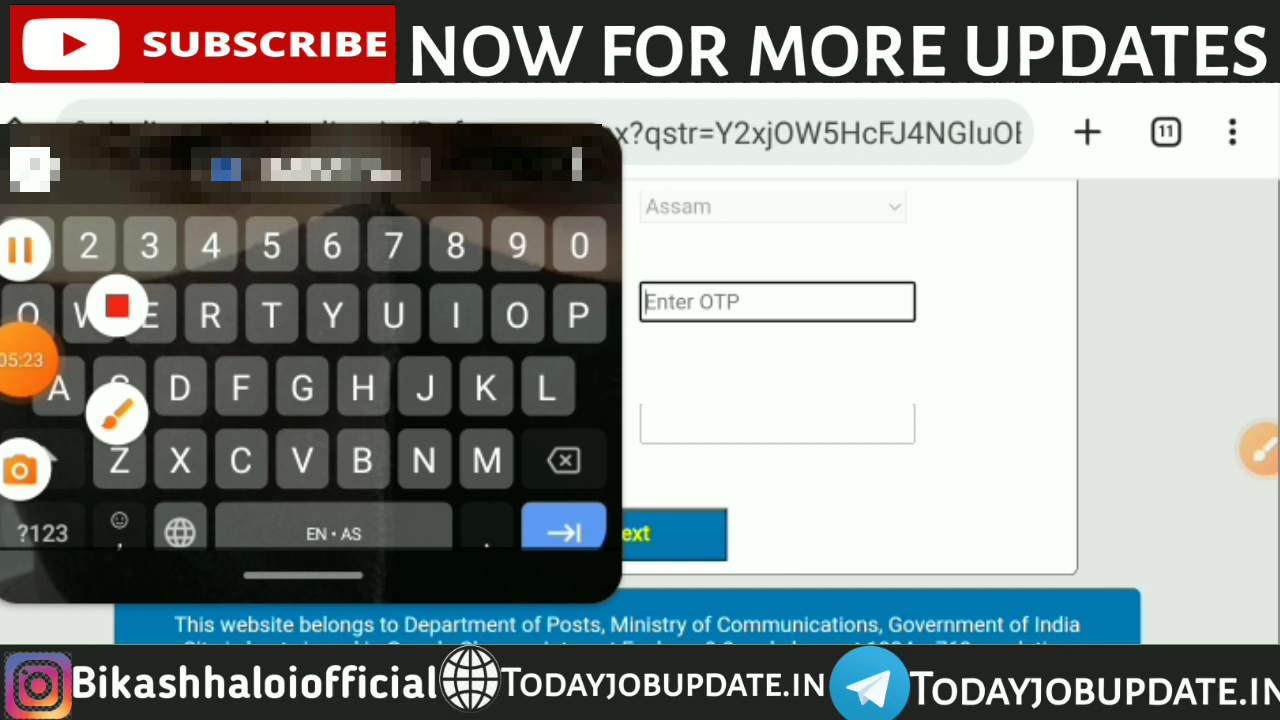 SUBSCRIBE NOW FOR MORE UPDATES
x?qstr=Y2xjOW5HcFJ4NGluOE
11
Assam
2 3 4 5 6 7 8 9 0
Enter OTP
E R T Y U I O P
05:23
A D F G H J K L
Z X C V B N M
?123 , EN • AS .
ext
This website belongs to Department of Posts, Ministry of Communications, Government of India
Bikashhaloiofficial TODAYJOBUPDATE.IN TODAYJOBUPDATE.IN